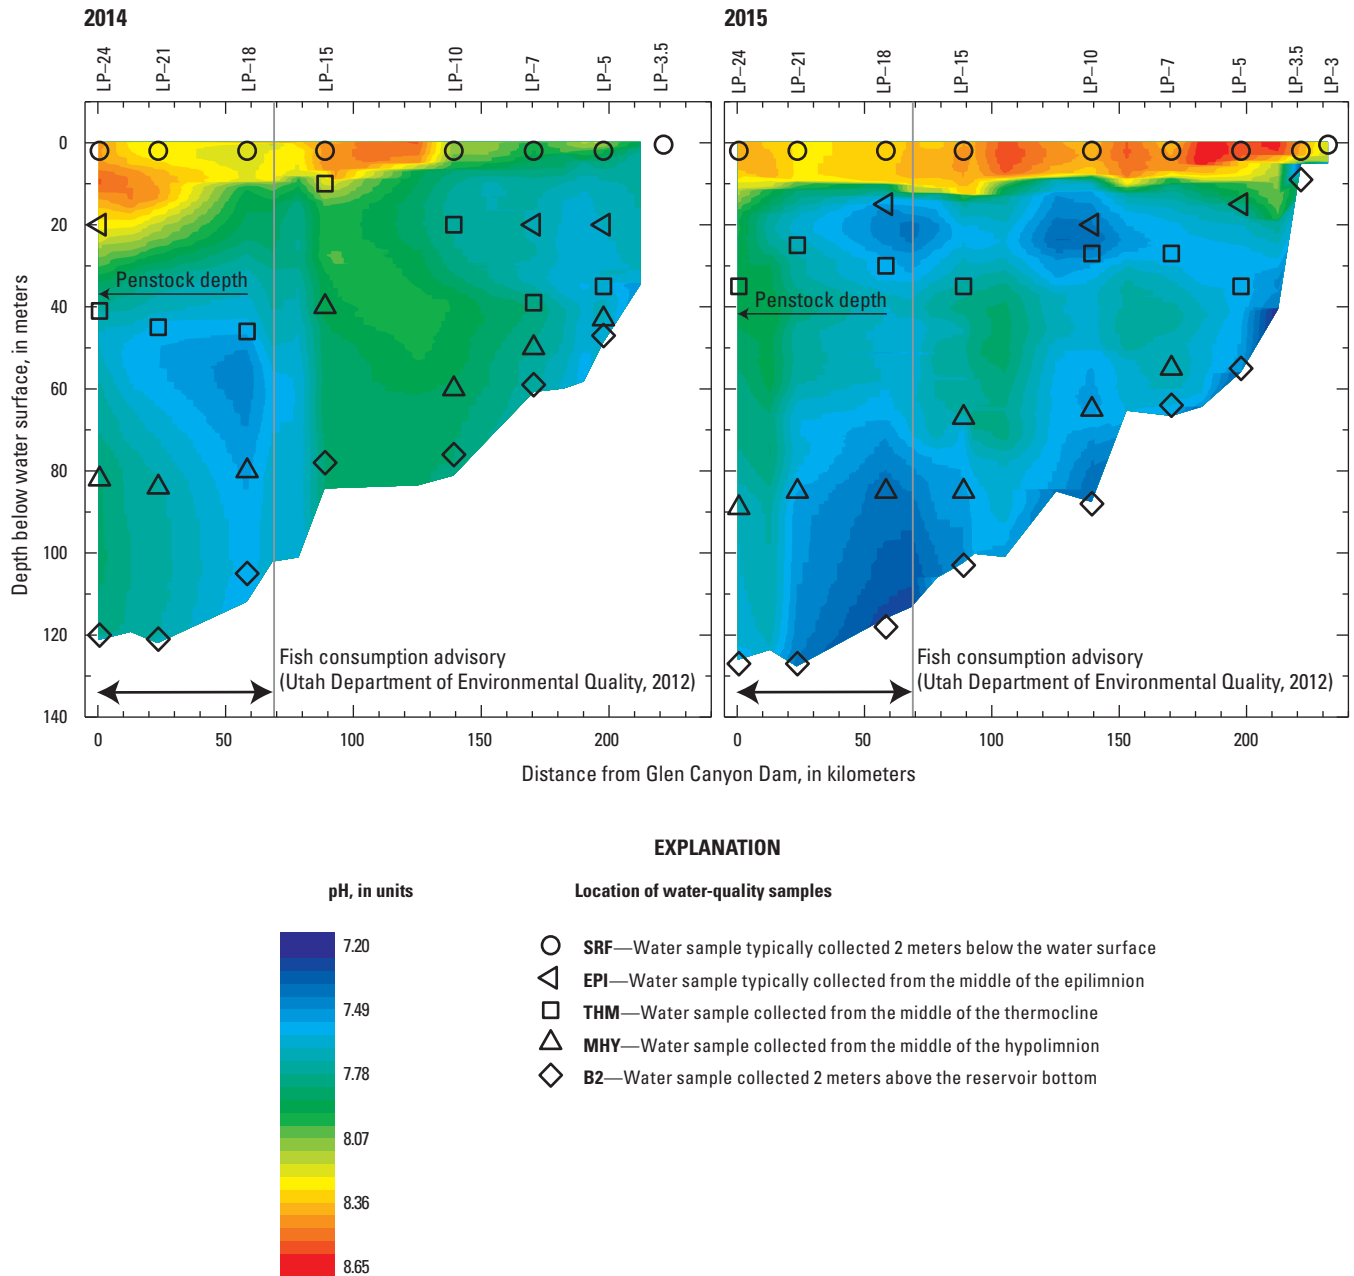 2014
2015
LP–24
LP–21
LP–18
LP–15
LP–10
LP–7
LP–5
LP–3.5
LP–24
LP–21
LP–18
LP–15
LP–10
LP–7
LP–5
LP–3.5
LP–3
Depth below water surface, in meters
0
20
40
60
80
100
120
140
Penstock depth
Penstock depth
Fish consumption advisory
(Utah Department of Environmental Quality, 2012)
Fish consumption advisory
(Utah Department of Environmental Quality, 2012)
0
50
100
150
200
0
50
100
150
200
Distance from Glen Canyon Dam, in kilometers
EXPLANATION
pH, in units
7.20
7.49
7.78
8.07
8.36
8.65
Location of water-quality samples
SRF—Water sample typically collected 2 meters below the water surface
EPI—Water sample typically collected from the middle of the epilimnion
THM—Water sample collected from the middle of the thermocline
MHY—Water sample collected from the middle of the hypolimnion
B2—Water sample collected 2 meters above the reservoir bottom